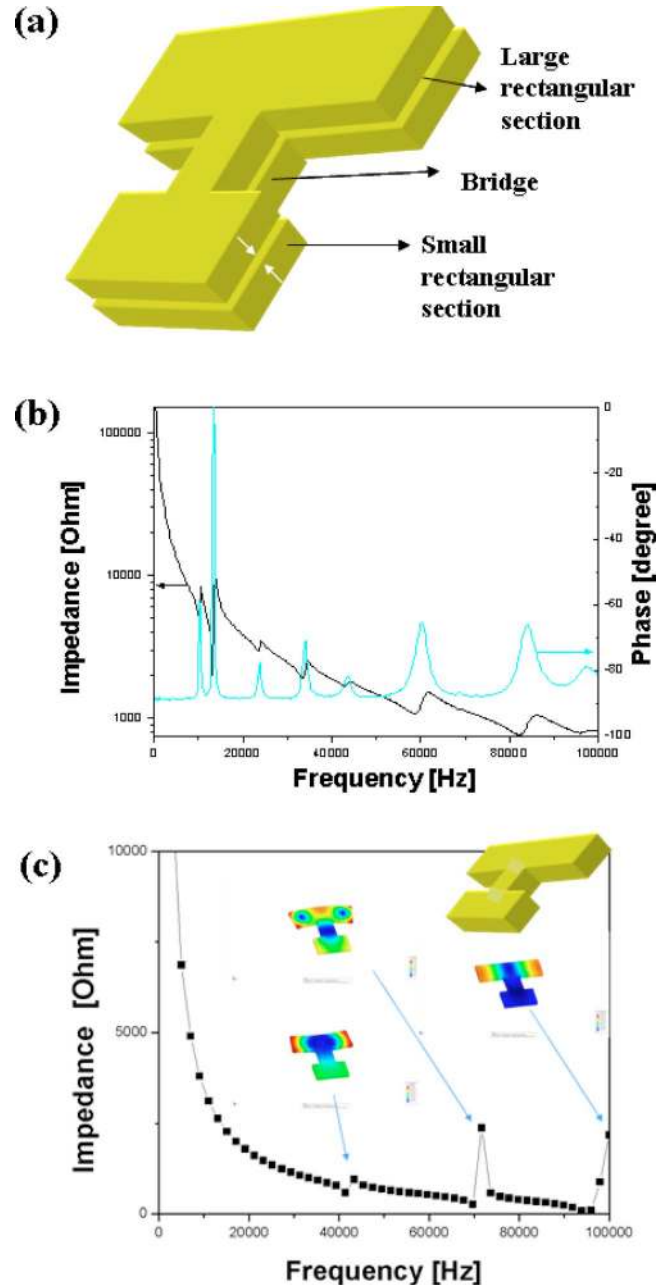 (a)
Large
rectangular
section
Bridge
Small
rectangular
section
(b)
Impedance [Ohm]
100000
10000
1000
0
-20
-40
-60
-80
-100
Phase [degree]
0 20000 40000 60000 80000 100000
Frequency [Hz]
(c)
Impedance [Ohm]
10000
5000
0
0 20000 40000 60000 80000 100000
Frequency [Hz]